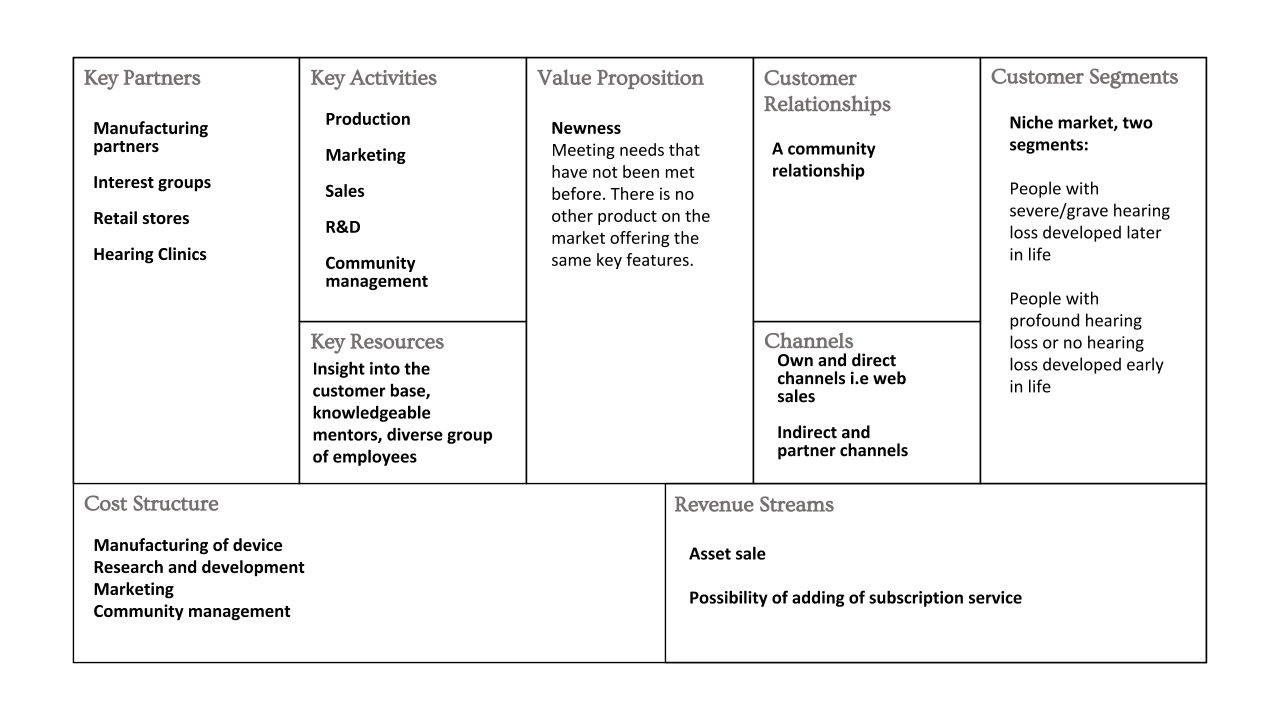 Key Partners
Manufacturing
partners
Interest groups
Retail stores
Hearing Clinics
Key Activities
Production
Marketing
Sales
R&D
Community
management
Key Resources
Insight into the
customer base,
knowledgeable
mentors, diverse group
of employees
Value Proposition
Newness
Meeting needs that
have not been met
before. There is no
other product on the
market offering the
same key features.
Customer
Relationships
A community
relationship
Channels
Own and direct
channels i.e web
sales
Indirect and
partner channels
Customer Segments
Niche market, two
segments:
People with
severe/grave hearing
loss developed later
in life
People with
profound hearing
loss or no hearing
loss developed early
in life
Cost Structure
Manufacturing of device
Research and development
Marketing
Community management
Revenue Streams
Asset sale
Possibility of adding of subscription service